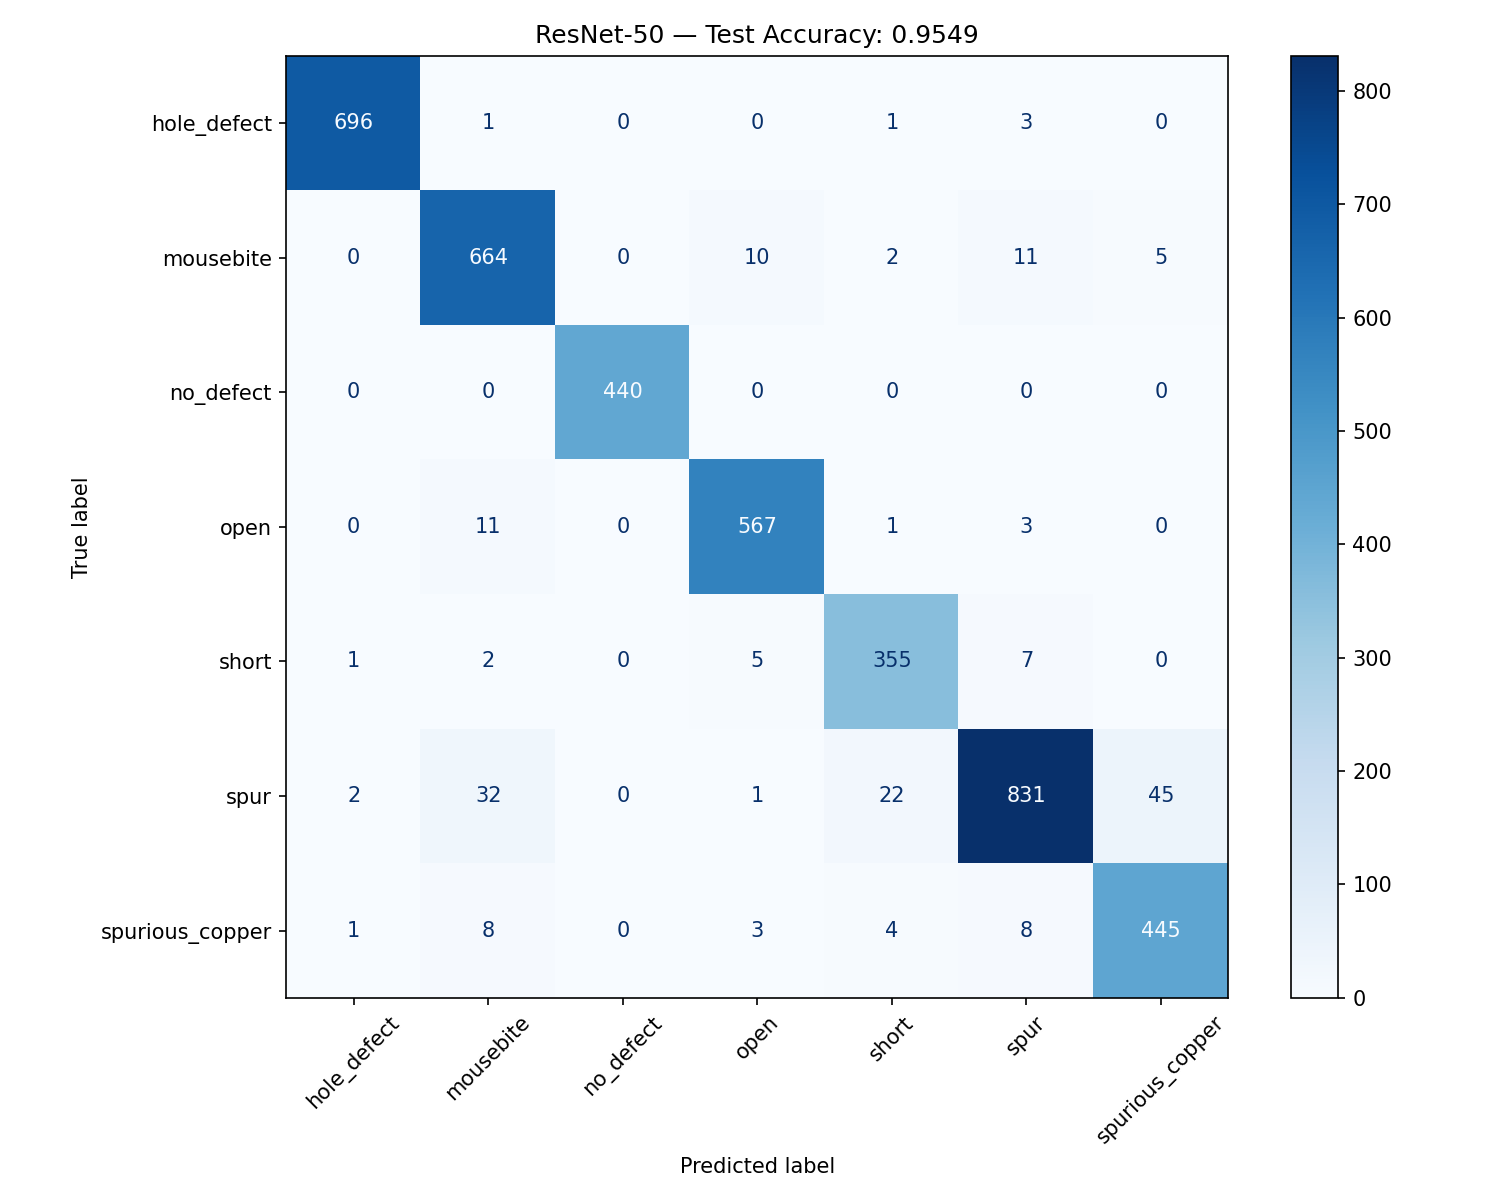 ResNet-50 — Test Accuracy: 0.9549
True label
hole_defect 696 1 0 0 1 3 0
mousebite 0 664 0 10 2 11 5
no_defect 0 0 440 0 0 0 0
open 0 11 0 567 1 3 0
short 1 2 0 5 355 7 0
spur 2 32 0 1 22 831 45
spurious_copper 1 8 0 3 4 8 445
hole_defect
mousebite
no_defect
open
short
spur
spurious_copper
Predicted label
800
700
600
500
400
300
200
100
0